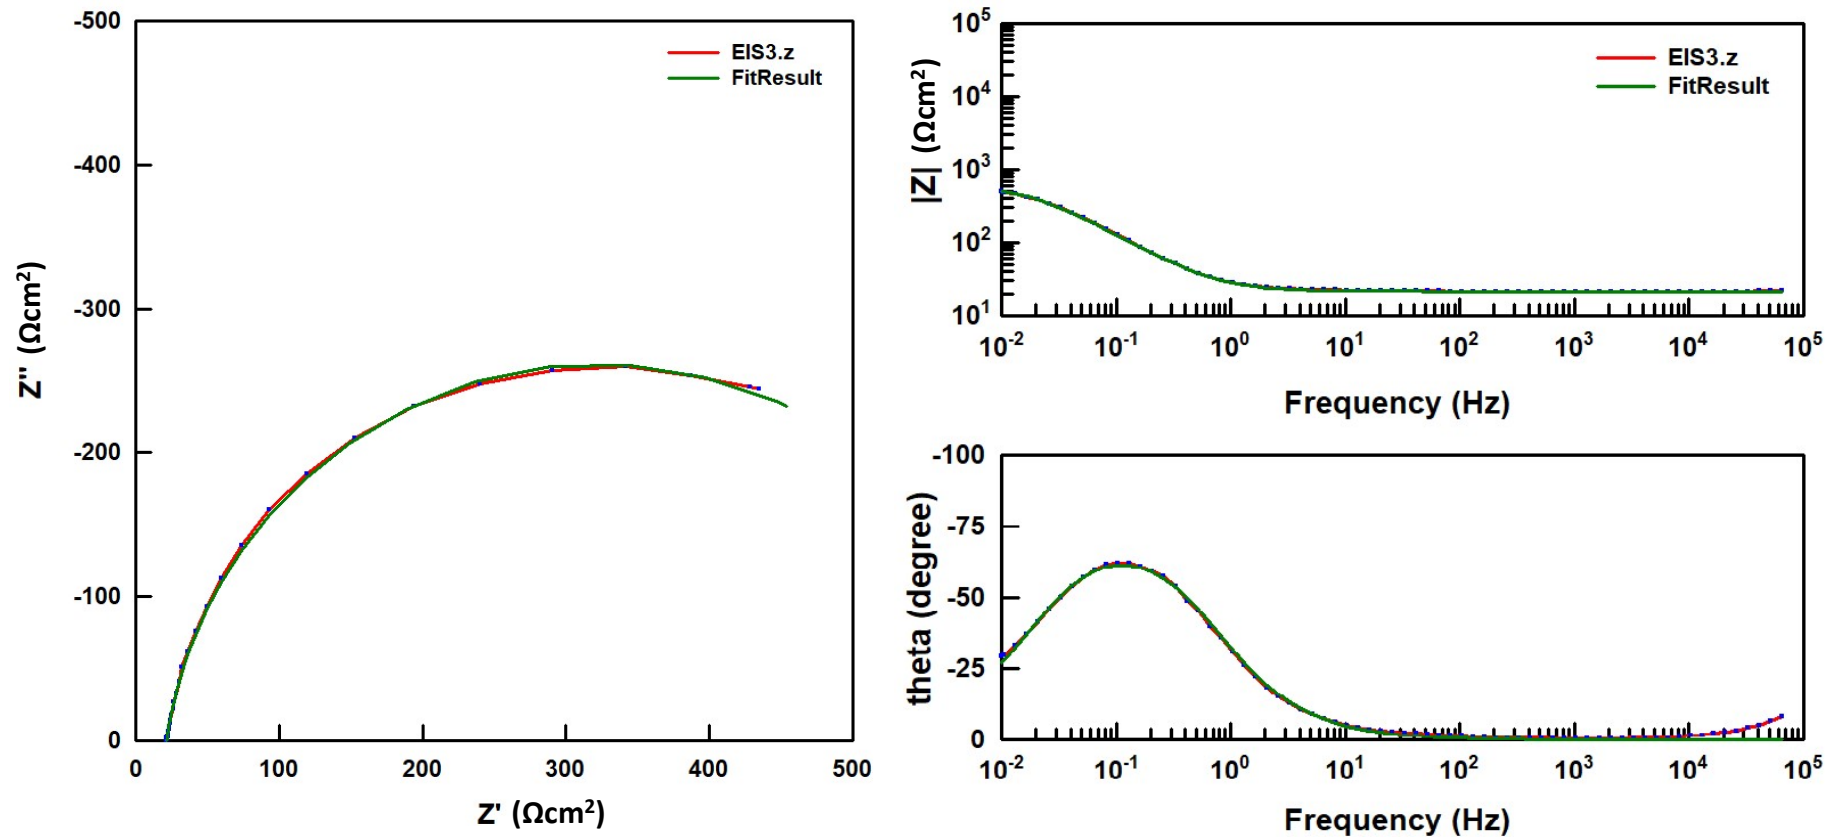 -500
-400
-300
-200
-100
0
0 100 200 300 400 500
Z'' (Ωcm²)
Z' (Ωcm²)
EIS3.z
FitResult
10⁵
10⁴
10³
10²
10¹
|Z| (Ωcm²)
EIS3.z
FitResult
10⁻² 10⁻¹ 10⁰ 10¹ 10² 10³ 10⁴ 10⁵
Frequency (Hz)
-100
-75
-50
-25
0
theta (degree)
10⁻² 10⁻¹ 10⁰ 10¹ 10² 10³ 10⁴ 10⁵
Frequency (Hz)